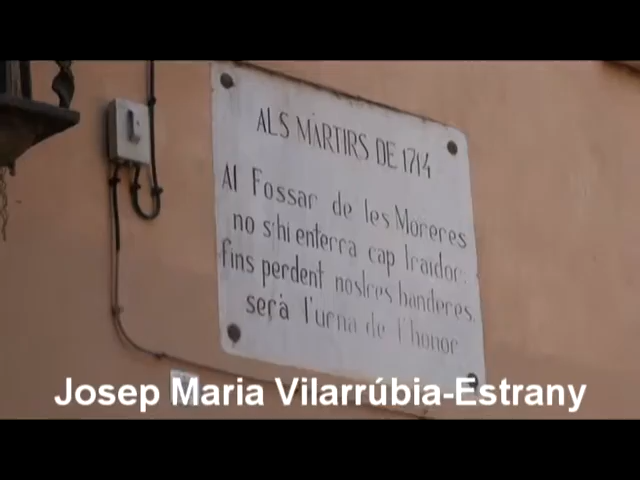 ALS MÀRTIRS DE 1714
Al Fossar de les Moreres
no s'hi enterra cap traidor:
fins perdent nostres banderes,
serà l'urna de l'honor
Josep Maria Vilarrúbia-Estrany